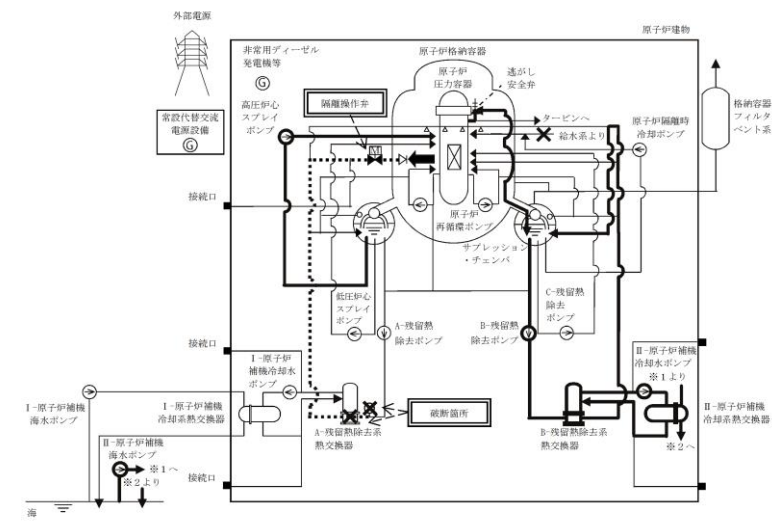 外部電源
原子炉建物
非常用ディーゼル
発電機等
G
原子炉格納容器
原子炉
圧力容器
逃がし
安全弁
隔離操作弁
高圧炉心
スプレイ
ポンプ
常設代替交流
電源設備
G
タービンへ
給水系より
原子炉隔離時
冷却ポンプ
格納容器
フィルタ
ベント系
M
接続口
原子炉
再循環ポンプ
サプレッション
・チェンバ
低圧炉心
スプレイ
ポンプ
A-残留熱
除去ポンプ
B-残留熱
除去ポンプ
C-残留熱
除去
ポンプ
接続口
Ⅰ-原子炉
補機冷却水
ポンプ
Ⅱ-原子炉補機
冷却水ポンプ
※1より
Ⅰ-原子炉補機
海水ポンプ
Ⅰ-原子炉補機
冷却系熱交換器
破断箇所
Ⅱ-原子炉補機
冷却系熱交換器
A-残留熱除去系
熱交換器
B-残留熱除去系
熱交換器
※2へ
Ⅱ-原子炉補機
海水ポンプ
※1へ
※2より
接続口
海